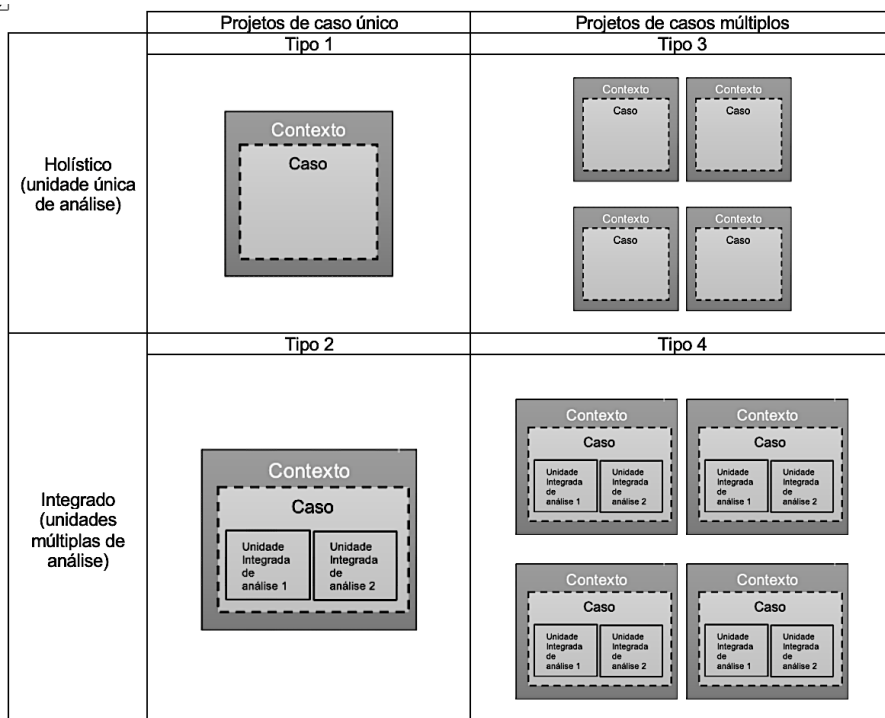 Projetos de caso único
Projetos de casos múltiplos
Tipo 1
Tipo 3
Holístico
(unidade única
de análise)
Contexto
Caso
Contexto
Caso
Contexto
Caso
Contexto
Caso
Contexto
Caso
Tipo 2
Tipo 4
Integrado
(unidades
múltiplas de
análise)
Contexto
Caso
Unidade
Integrada
de
análise 1
Unidade
Integrada
de
análise 2
Contexto
Caso
Unidade
Integrada
de
análise 1
Unidade
Integrada
de
análise 2
Contexto
Caso
Unidade
Integrada
de
análise 1
Unidade
Integrada
de
análise 2
Contexto
Caso
Unidade
Integrada
de
análise 1
Unidade
Integrada
de
análise 2
Contexto
Caso
Unidade
Integrada
de
análise 1
Unidade
Integrada
de
análise 2